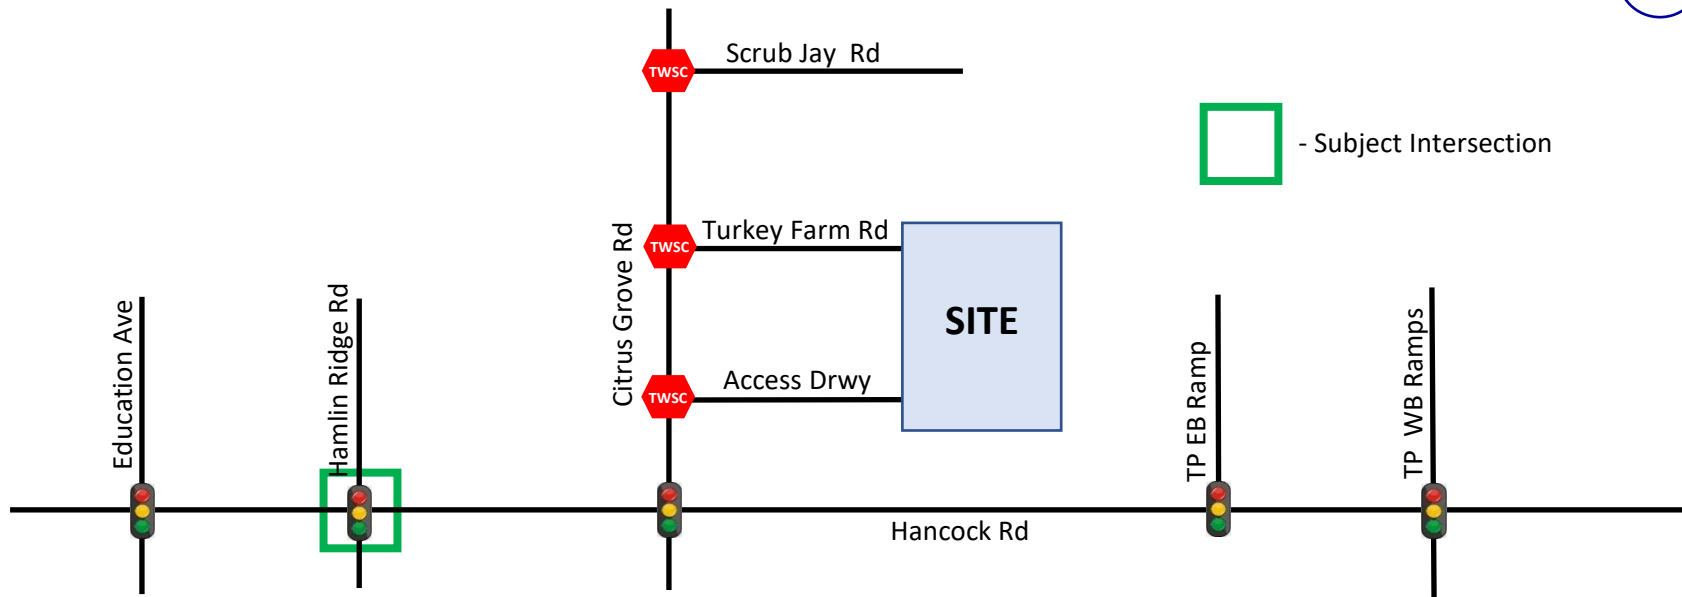 Scrub Jay  Rd
TWSC
- Subject Intersection
Turkey Farm Rd
TWSC
Citrus Grove Rd
SITE
Access Drwy
TWSC
Education Ave
Hamlin Ridge Rd
TP EB Ramp
TP  WB Ramps
Hancock Rd